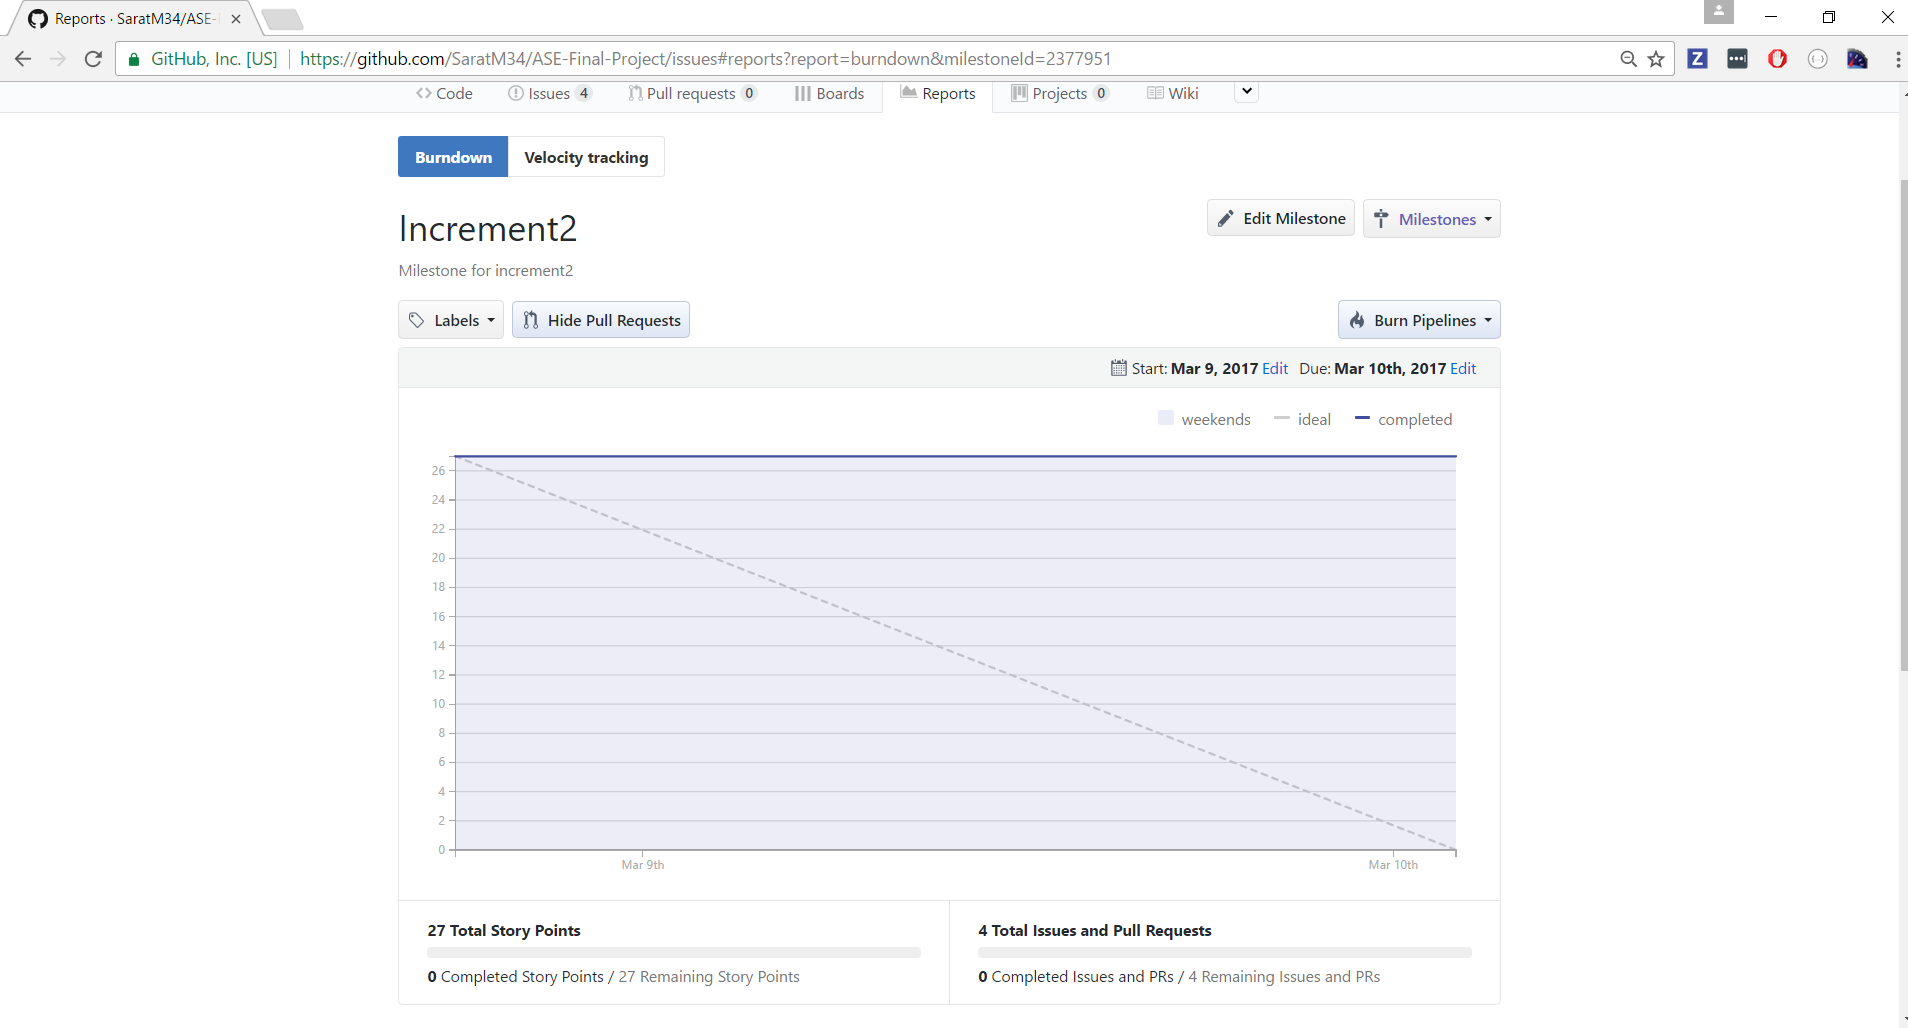 Reports · SaratM34/ASE-
GitHub, Inc. [US] https://github.com/SaratM34/ASE-Final-Project/issues#reports?report=burndown&milestoneId=2377951
Z
Code Issues 4 Pull requests 0 Boards Reports Projects 0 Wiki
Burndown Velocity tracking
Increment2
Edit Milestone Milestones
Milestone for increment2
Labels Hide Pull Requests Burn Pipelines
Start: Mar 9, 2017 Edit Due: Mar 10th, 2017 Edit
weekends ideal completed
26
24
22
20
18
16
14
12
10
8
6
4
2
0
Mar 9th Mar 10th
27 Total Story Points
0 Completed Story Points / 27 Remaining Story Points
4 Total Issues and Pull Requests
0 Completed Issues and PRs / 4 Remaining Issues and PRs